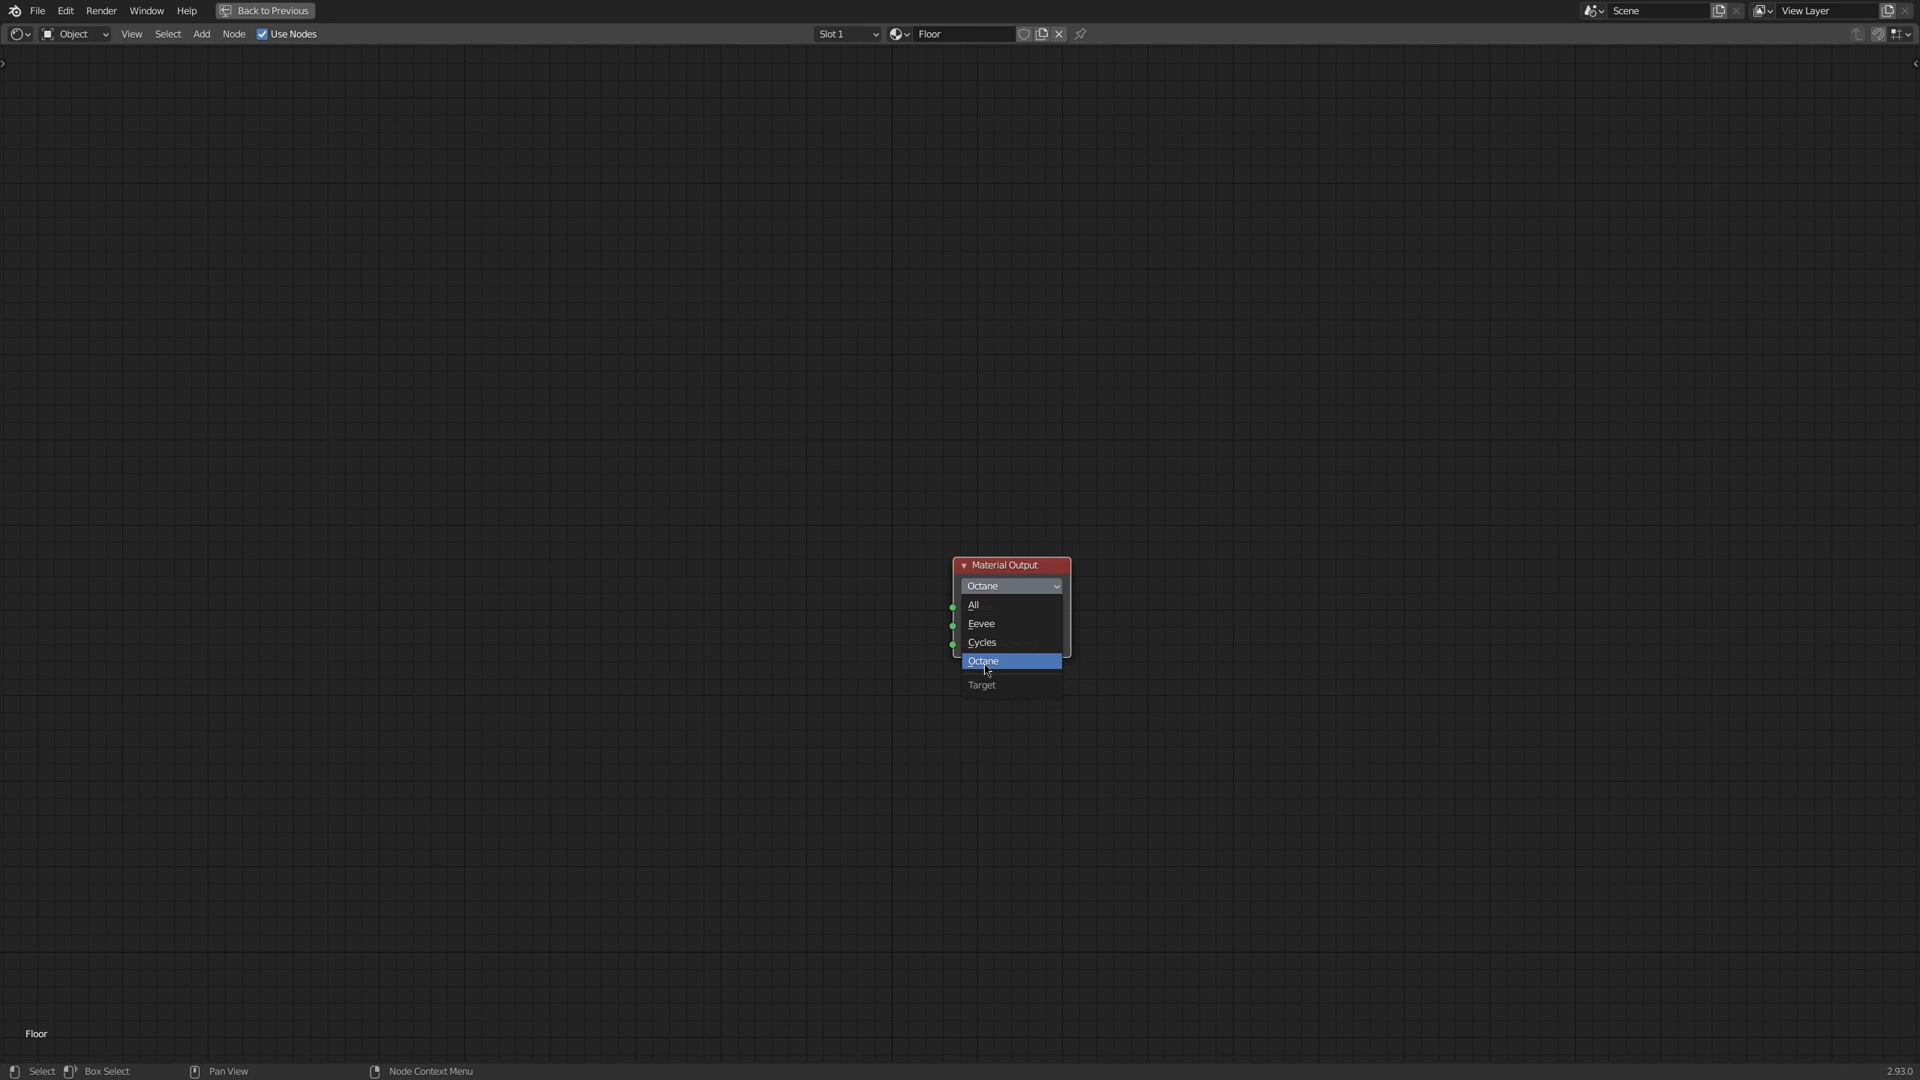 File Edit Render Window Help Back to Previous Scene View Layer
Object View Select Add Node Use Nodes Slot 1 Floor
Material Output
Octane
All
Eevee
Cycles
Octane
Target
Floor
Select Box Select Pan View Node Context Menu 2.93.0